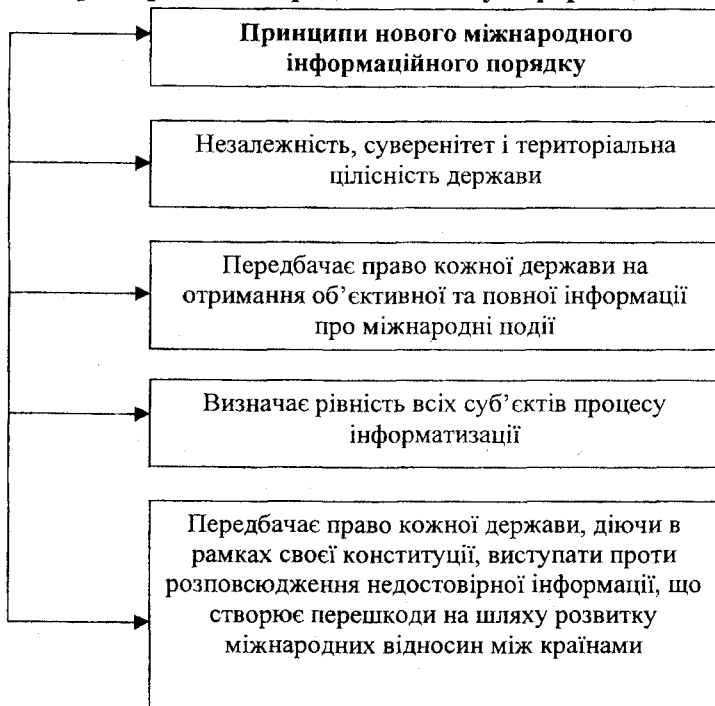 Принципи нового міжнародного
інформаційного порядку
Незалежність, суверенітет і територіальна
цілісність держави
Передбачає право кожної держави на
отримання об’єктивної та повної інформації
про міжнародні події
Визначає рівність всіх суб’єктів процесу
інформатизації
Передбачає право кожної держави, діючи в
рамках своєї конституції, виступати проти
розповсюдження недостовірної інформації, що
створює перешкоди на шляху розвитку
міжнародних відносин між країнами